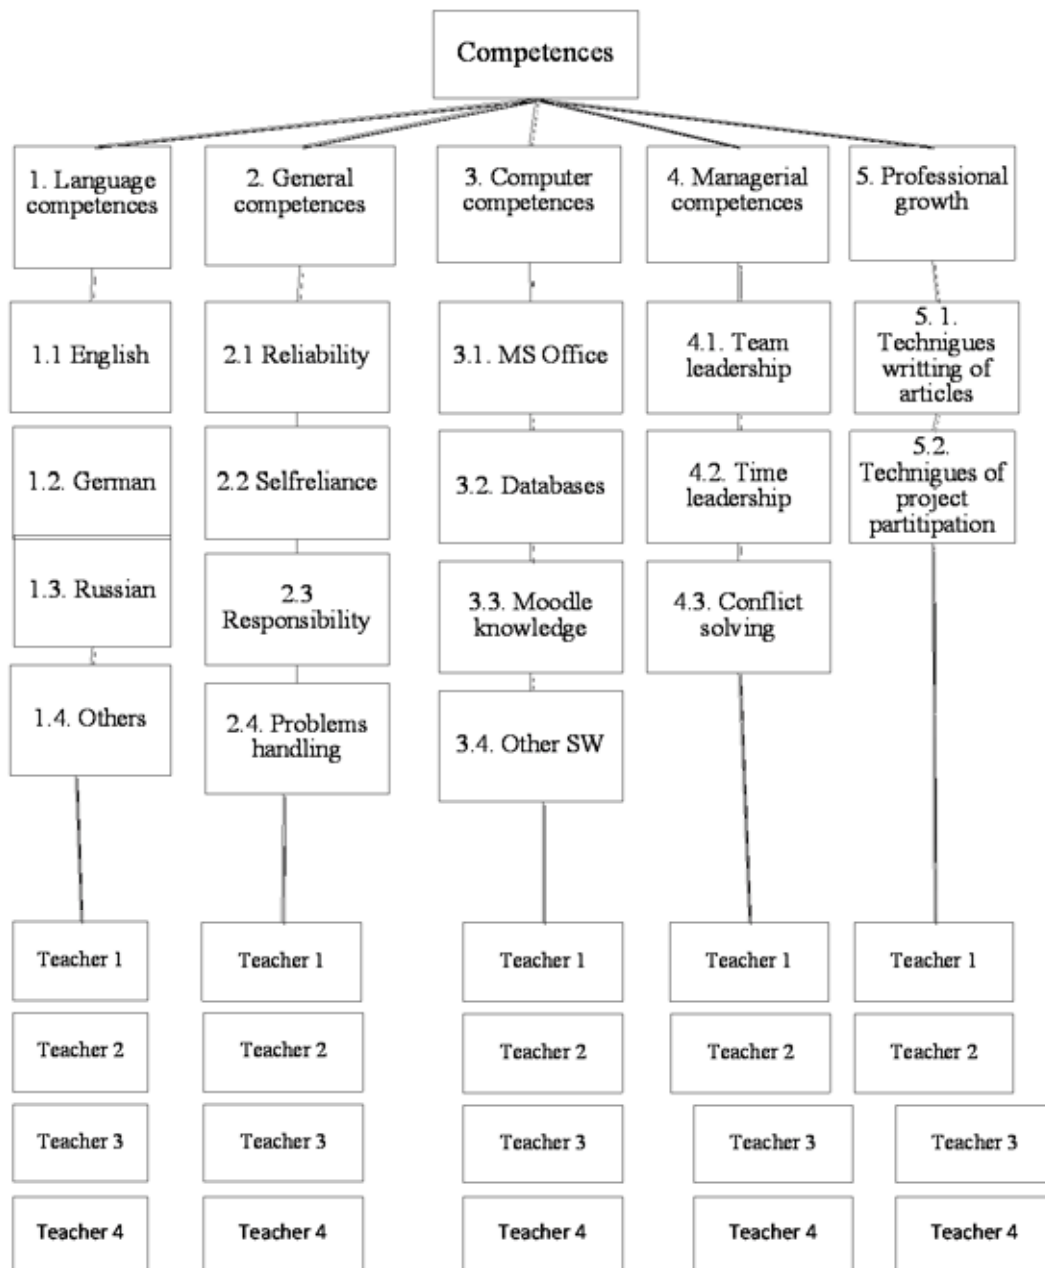 Competences
1. Language
competences
2. General
competences
3. Computer
competences
4. Managerial
competences
5. Professional
growth
1.1 English
2.1 Reliability
3.1. MS Office
4.1. Team
leadership
5. 1.
Technigues
writting of
articles
1.2. German
2.2 Selfreliance
3.2. Databases
4.2. Time
leadership
5.2.
Technigues of
project
partitipation
1.3. Russian
2.3
Responsibility
3.3. Moodle
knowledge
4.3. Conflict
solving
1.4. Others
2.4. Problems
handling
3.4. Other SW
Teacher 1
Teacher 1
Teacher 1
Teacher 1
Teacher 1
Teacher 2
Teacher 2
Teacher 2
Teacher 2
Teacher 2
Teacher 3
Teacher 3
Teacher 3
Teacher 3
Teacher 3
Teacher 4
Teacher 4
Teacher 4
Teacher 4
Teacher 4